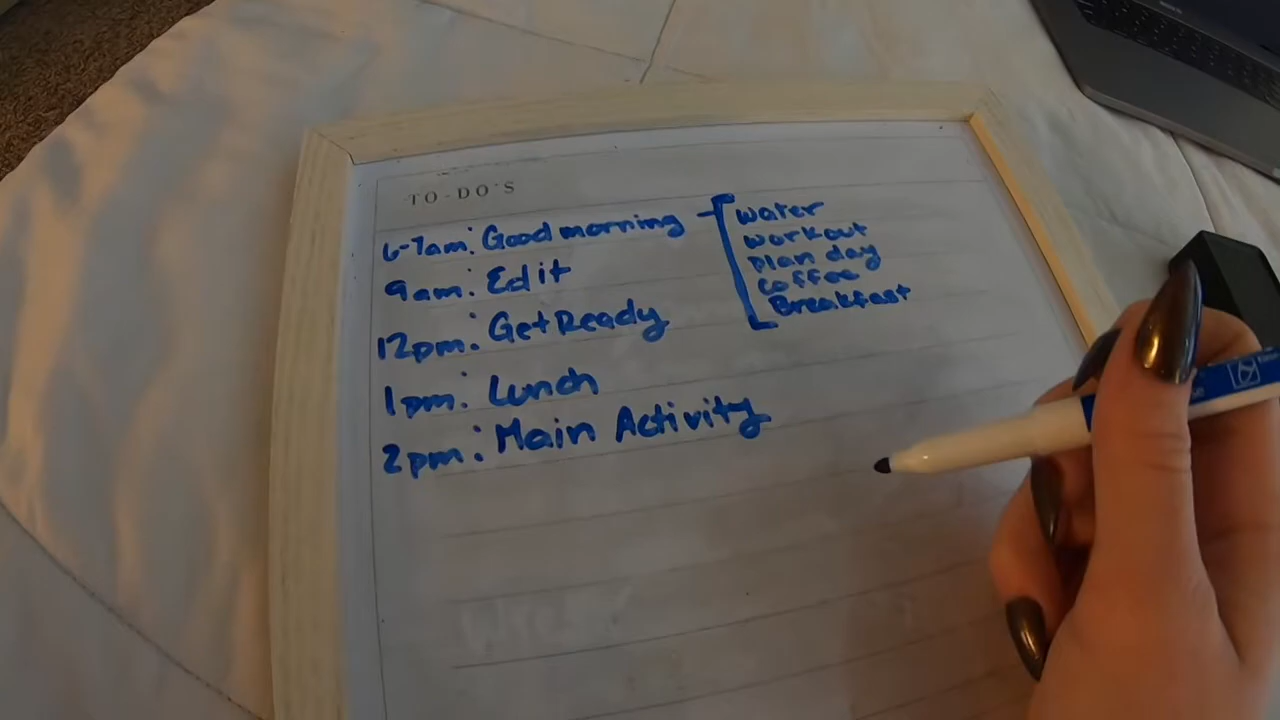 TO-DO'S
6-7am: Good morning
water
workout
plan day
coffee
Breakfast
9am: Edit
12pm: Get Ready
1pm: Lunch
2pm: Main Activity